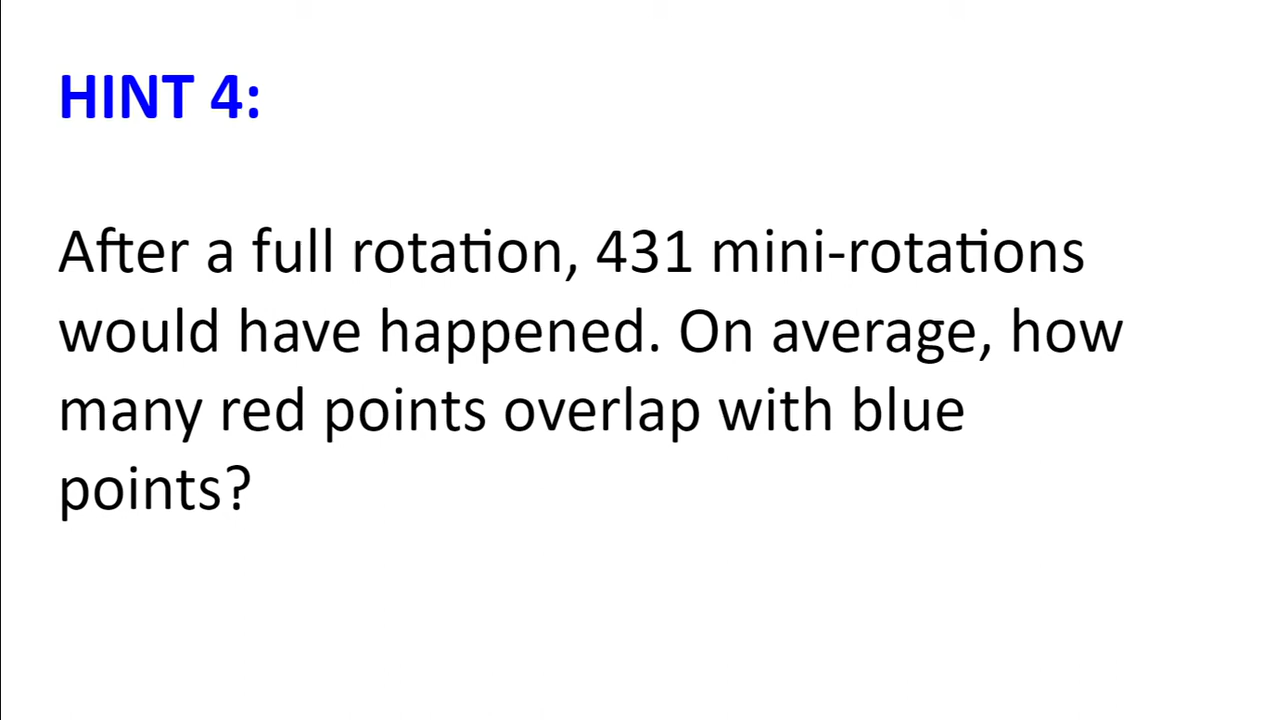 HINT 4:
After a full rotation, 431 mini-rotations
would have happened. On average, how
many red points overlap with blue
points?